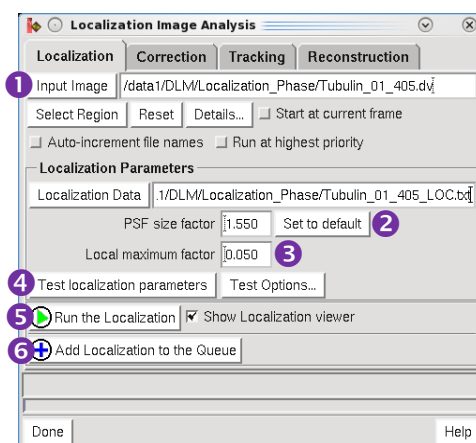 Localization Image Analysis
Localization Correction Tracking Reconstruction
1 Input Image /data1/DLM/Localization_Phase/Tubulin_01_405.dv
Select Region Reset Details... Start at current frame
Auto-increment file names Run at highest priority
Localization Parameters
Localization Data .1/DLM/Localization_Phase/Tubulin_01_405_LOC.txt
PSF size factor 1.550 Set to default 2
Local maximum factor 0.050 3
4 Test localization parameters Test Options...
5 Run the Localization Show Localization viewer
6 Add Localization to the Queue
Done Help